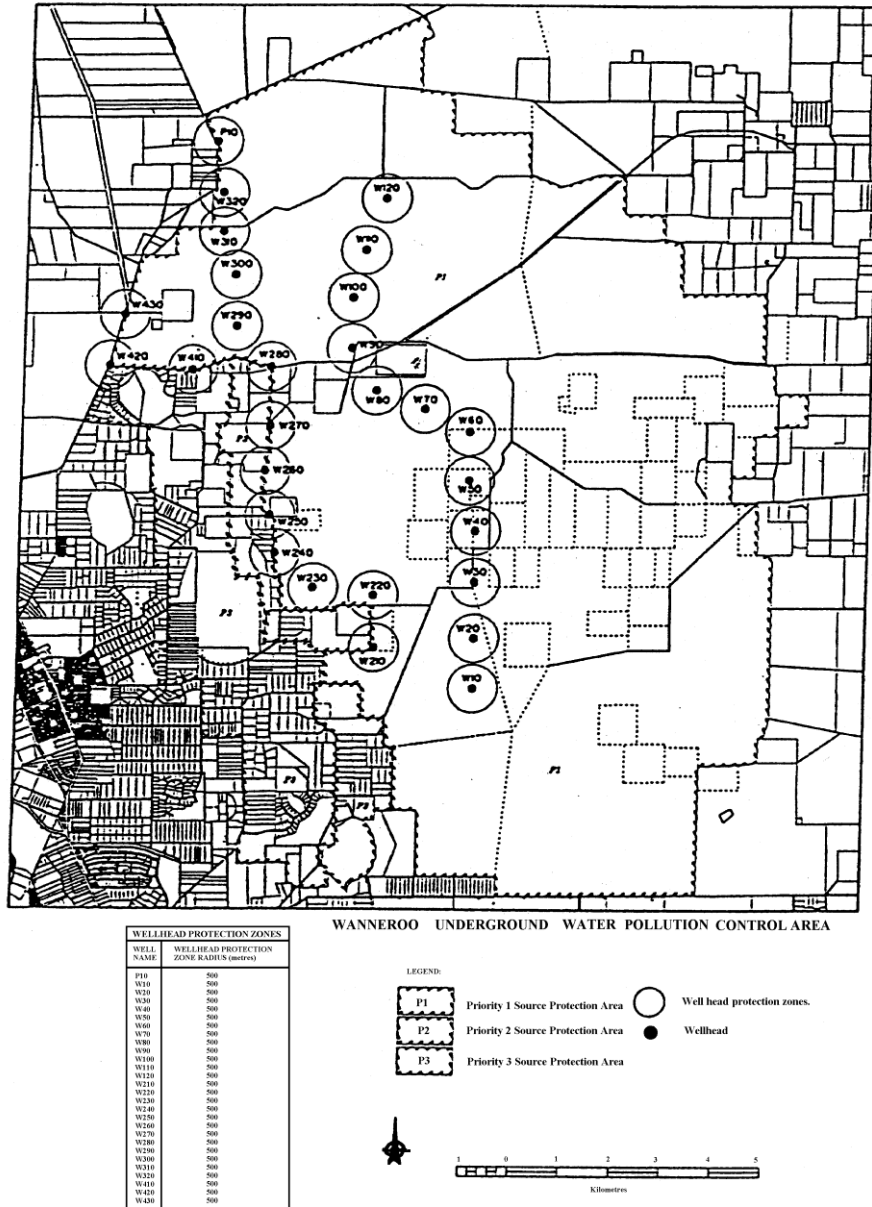 P10
W320
W120
W310
W110
W300
P1
W100
W430
W290
W90
W420
W410
W280
W80
W70
W270
W60
P2
W260
W50
W250
W40
W240
W230
W220
W30
P3
W20
W210
W10
P1
P3
P2
WANNEROO UNDERGROUND WATER POLLUTION CONTROL AREA
WELLHEAD PROTECTION ZONES
WELL NAME
WELLHEAD PROTECTION ZONE RADIUS (metres)
P10 500
W10 500
W20 500
W30 500
W40 500
W50 500
W60 500
W70 500
W80 500
W90 500
W100 500
W110 500
W120 500
W210 500
W220 500
W230 500
W240 500
W250 500
W260 500
W270 500
W280 500
W290 500
W300 500
W310 500
W320 500
W410 500
W420 500
W430 500
LEGEND:
P1 Priority 1 Source Protection Area
P2 Priority 2 Source Protection Area
P3 Priority 3 Source Protection Area
Well head protection zones.
Wellhead
1 0 1 2 3 4 5
Kilometres